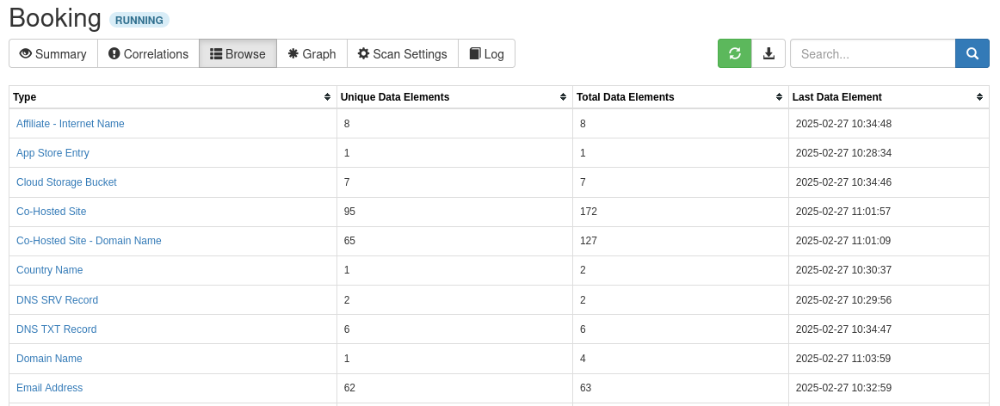 Booking RUNNING
Summary Correlations Browse Graph Scan Settings Log Search...
Type Unique Data Elements Total Data Elements Last Data Element
Affiliate - Internet Name 8 8 2025-02-27 10:34:48
App Store Entry 1 1 2025-02-27 10:28:34
Cloud Storage Bucket 7 7 2025-02-27 10:34:46
Co-Hosted Site 95 172 2025-02-27 11:01:57
Co-Hosted Site - Domain Name 65 127 2025-02-27 11:01:09
Country Name 1 2 2025-02-27 10:30:37
DNS SRV Record 2 2 2025-02-27 10:29:56
DNS TXT Record 6 6 2025-02-27 10:34:47
Domain Name 1 4 2025-02-27 11:03:59
Email Address 62 63 2025-02-27 10:32:59